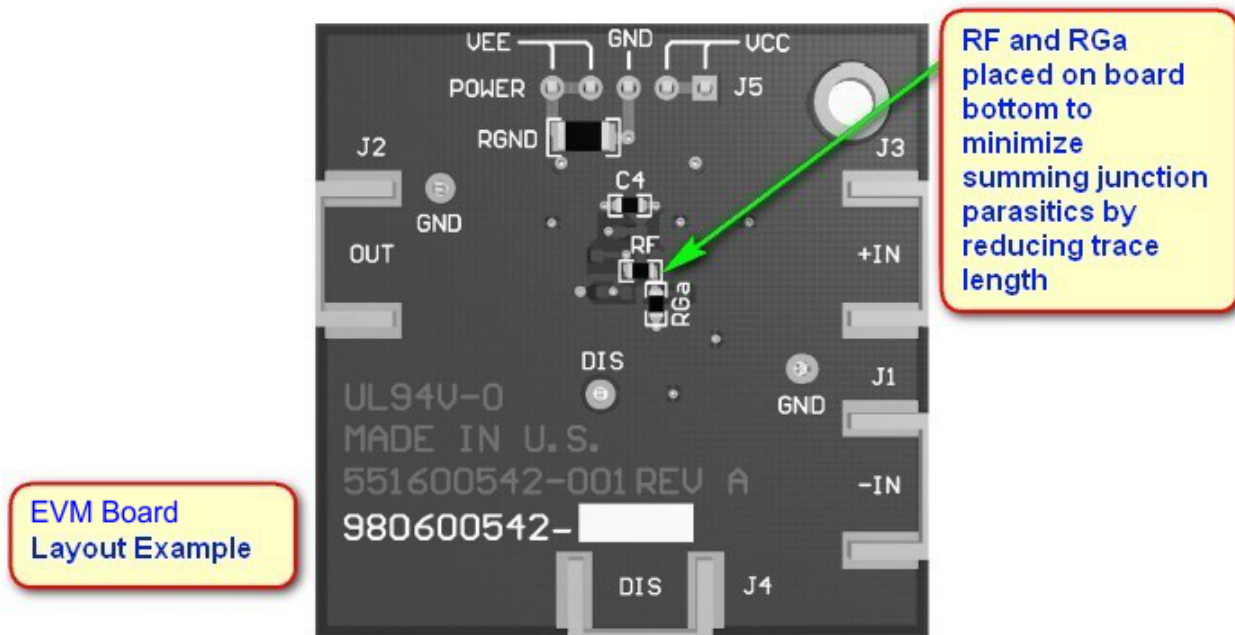 VEE
GND
VCC
POWER
J5
RGND
J2
GND
OUT
C4
RF
RGa
J3
+IN
DIS
GND
J1
-IN
UL94V-0
MADE IN U.S.
551600542-001 REV A
980600542-
DIS
J4
RF and RGa
placed on board
bottom to
minimize
summing junction
parasitics by
reducing trace
length
EVM Board
Layout Example